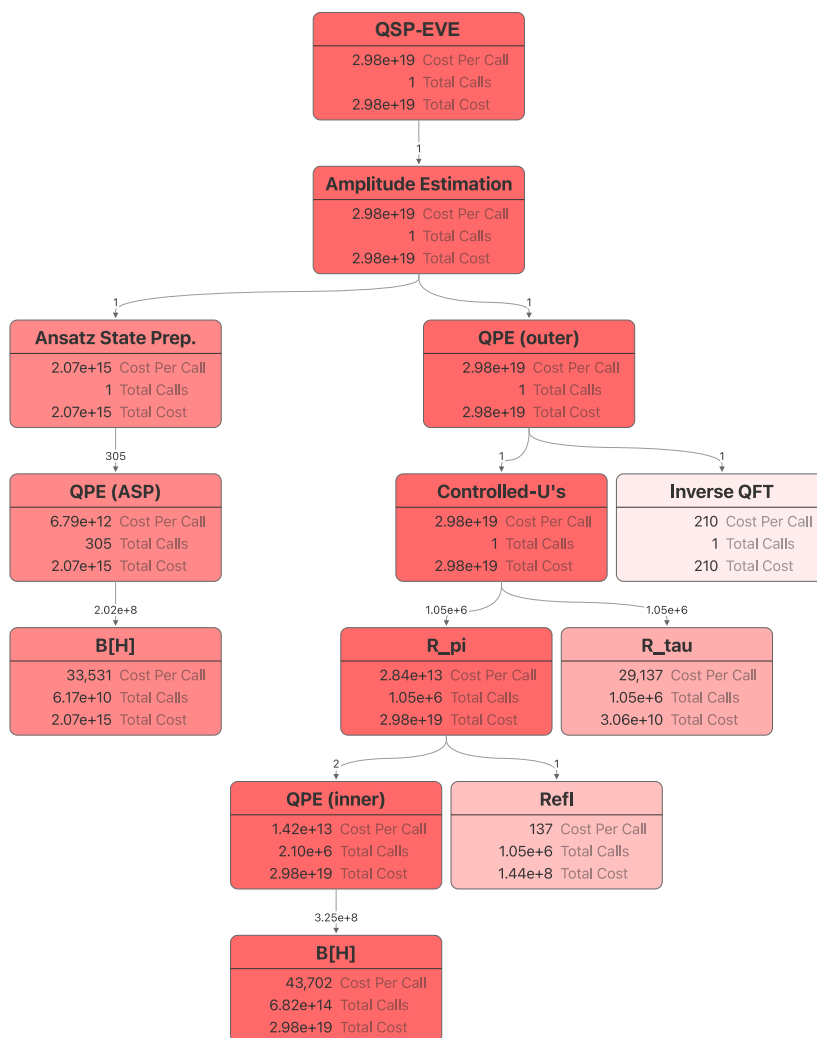 QSP-EVE
2.98e+19 Cost Per Call
1 Total Calls
2.98e+19 Total Cost
1
Amplitude Estimation
2.98e+19 Cost Per Call
1 Total Calls
2.98e+19 Total Cost
1
1
Ansatz State Prep.
2.07e+15 Cost Per Call
1 Total Calls
2.07e+15 Total Cost
QPE (outer)
2.98e+19 Cost Per Call
1 Total Calls
2.98e+19 Total Cost
305
1
1
QPE (ASP)
6.79e+12 Cost Per Call
305 Total Calls
2.07e+15 Total Cost
Controlled-U's
2.98e+19 Cost Per Call
1 Total Calls
2.98e+19 Total Cost
Inverse QFT
210 Cost Per Call
1 Total Calls
210 Total Cost
2.02e+8
1.05e+6
1.05e+6
B[H]
33,531 Cost Per Call
6.17e+10 Total Calls
2.07e+15 Total Cost
R_pi
2.84e+13 Cost Per Call
1.05e+6 Total Calls
2.98e+19 Total Cost
R_tau
29,137 Cost Per Call
1.05e+6 Total Calls
3.06e+10 Total Cost
2
1
QPE (inner)
1.42e+13 Cost Per Call
2.10e+6 Total Calls
2.98e+19 Total Cost
Refl
137 Cost Per Call
1.05e+6 Total Calls
1.44e+8 Total Cost
3.25e+8
B[H]
43,702 Cost Per Call
6.82e+14 Total Calls
2.98e+19 Total Cost